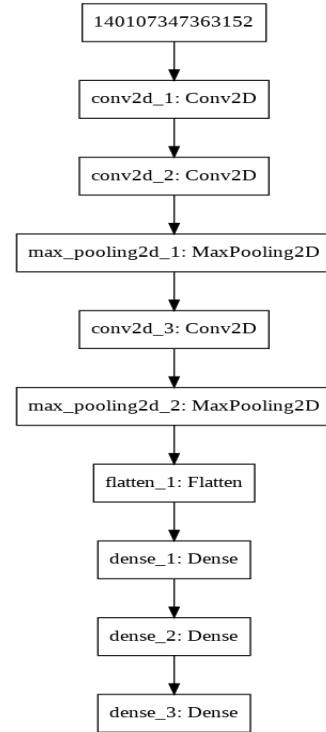 140107347363152
conv2d_1: Conv2D
conv2d_2: Conv2D
max_pooling2d_1: MaxPooling2D
conv2d_3: Conv2D
max_pooling2d_2: MaxPooling2D
flatten_1: Flatten
dense_1: Dense
dense_2: Dense
dense_3: Dense